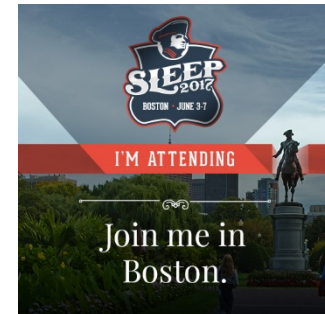 SLEEP
2017
BOSTON • JUNE 3-7
I'M ATTENDING
Join me in
Boston.